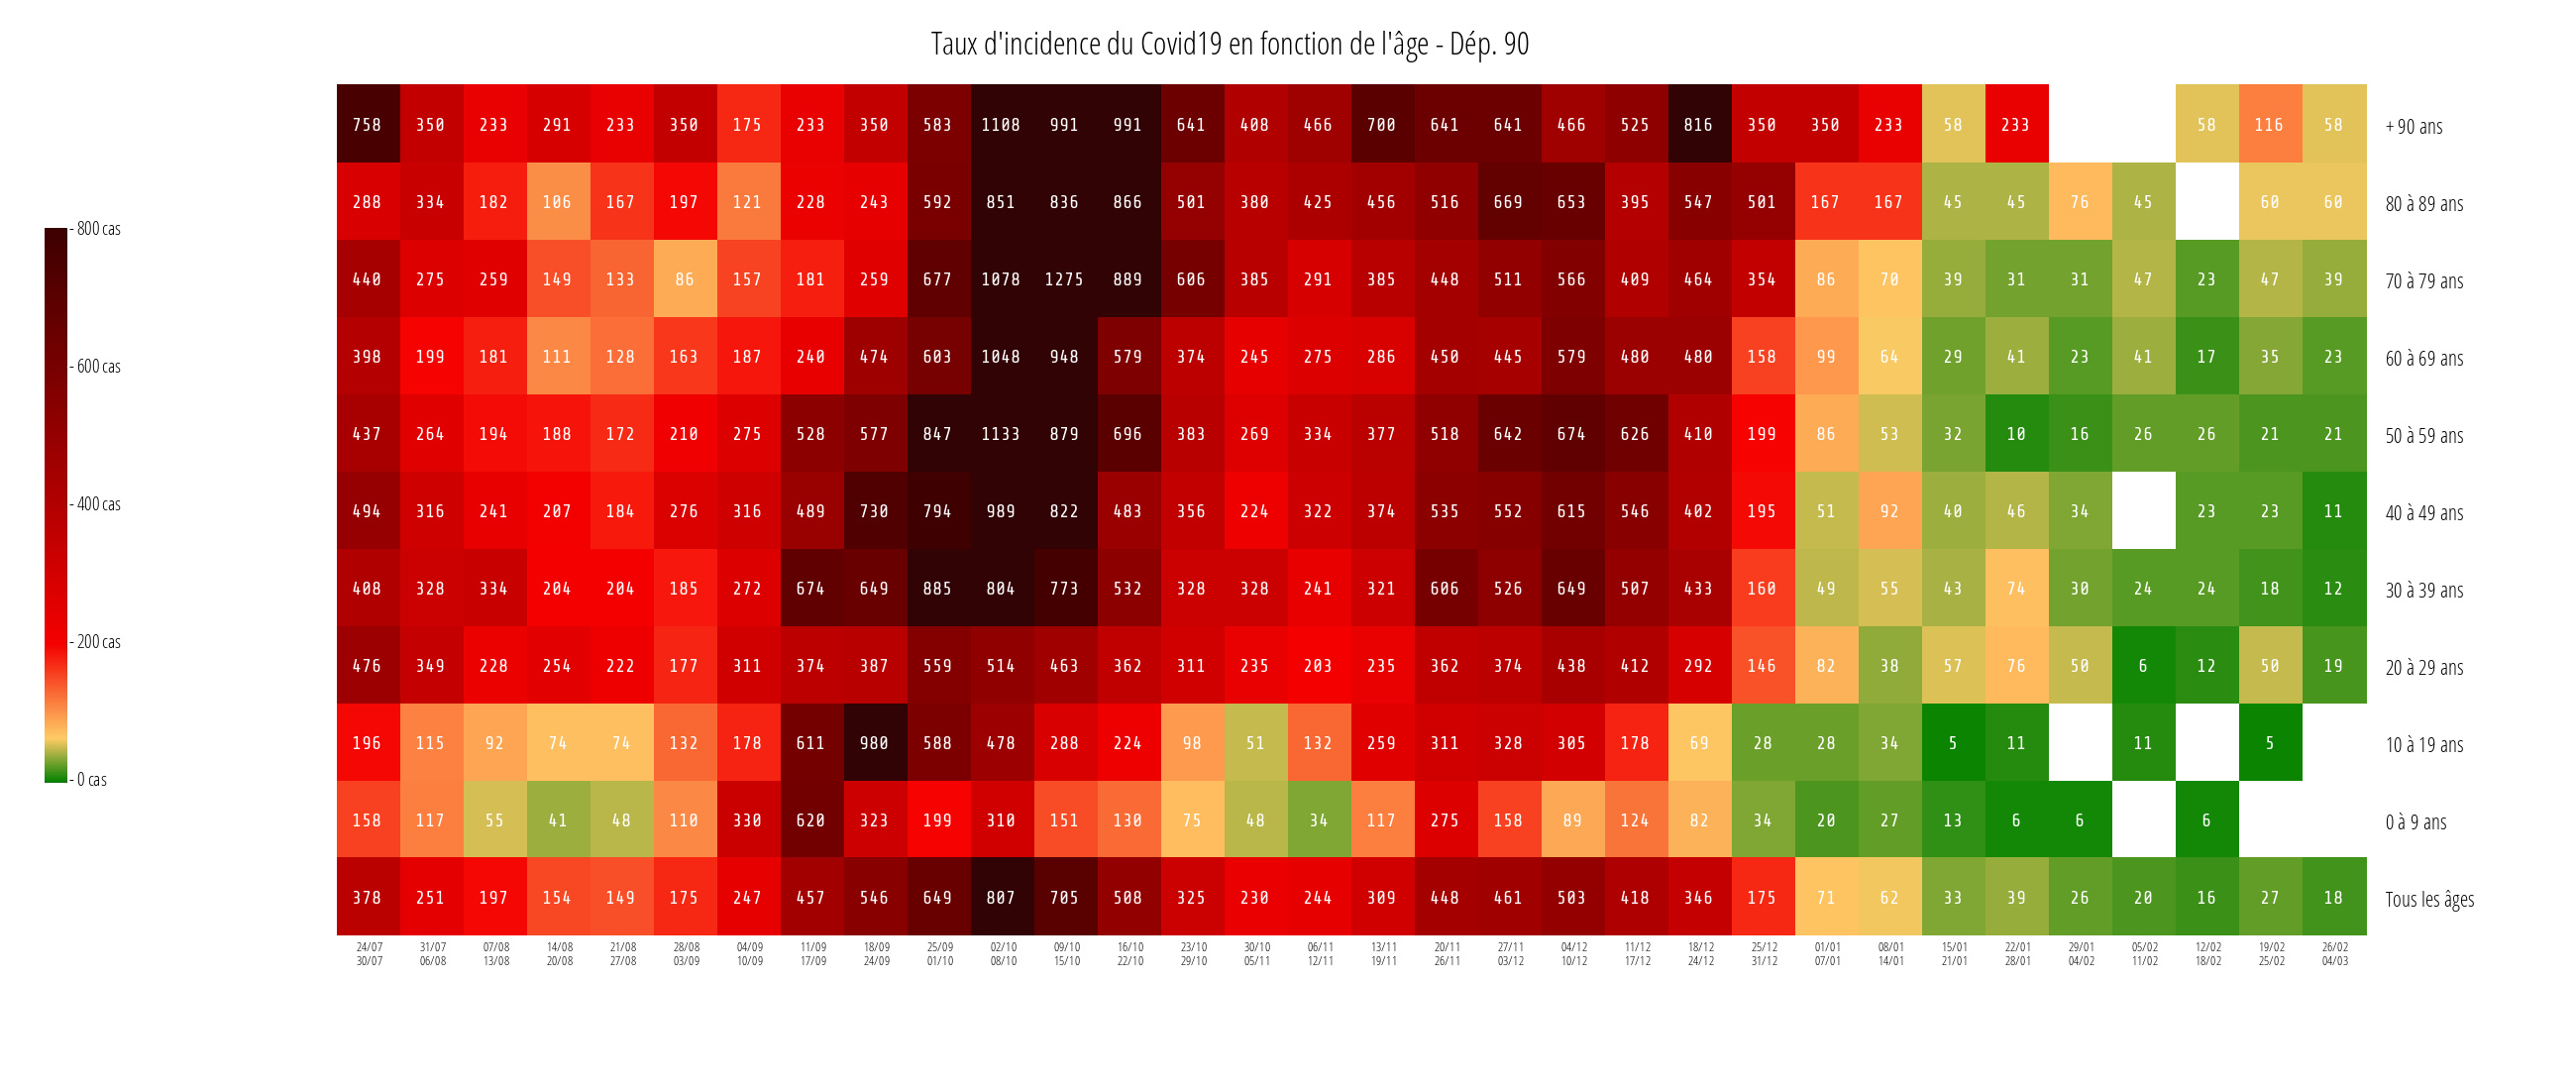 Taux d'incidence du Covid19 en fonction de l'âge - Dép. 90
758 350 233 291 233 350 175 233 350 583 1108 991 991 641 408 466 700 641 641 466 525 816 350 350 233 58 233 58 116 58 + 90 ans
288 334 182 106 167 197 121 228 243 592 851 836 866 501 380 425 456 516 669 653 395 547 501 167 167 45 45 76 45 60 60 80 à 89 ans
- 800 cas
440 275 259 149 133 86 157 181 259 677 1078 1275 889 606 385 291 385 448 511 566 409 464 354 86 70 39 31 31 47 23 47 39 70 à 79 ans
398 199 181 111 128 163 187 240 474 603 1048 948 579 374 245 275 286 450 445 579 480 480 158 99 64 29 41 23 41 17 35 23 60 à 69 ans
- 600 cas
437 264 194 188 172 210 275 528 577 847 1133 879 696 383 269 334 377 518 642 674 626 410 199 86 53 32 10 16 26 26 21 21 50 à 59 ans
- 400 cas
494 316 241 207 184 276 316 489 730 794 989 822 483 356 224 322 374 535 552 615 546 402 195 51 92 40 46 34 23 23 11 40 à 49 ans
408 328 334 204 204 185 272 674 649 885 804 773 532 328 328 241 321 606 526 649 507 433 160 49 55 43 74 30 24 24 18 12 30 à 39 ans
- 200 cas
476 349 228 254 222 177 311 374 387 559 514 463 362 311 235 203 235 362 374 438 412 292 146 82 38 57 76 50 6 12 50 19 20 à 29 ans
196 115 92 74 74 132 178 611 980 588 478 288 224 98 51 132 259 311 328 305 178 69 28 28 34 5 11 11 5 10 à 19 ans
- 0 cas
158 117 55 41 48 110 330 620 323 199 310 151 130 75 48 34 117 275 158 89 124 82 34 20 27 13 6 6 6 0 à 9 ans
378 251 197 154 149 175 247 457 546 649 807 705 508 325 230 244 309 448 461 503 418 346 175 71 62 33 39 26 20 16 27 18 Tous les âges
24/07 31/07 07/08 14/08 21/08 28/08 04/09 11/09 18/09 25/09 02/10 09/10 16/10 23/10 30/10 06/11 13/11 20/11 27/11 04/12 11/12 18/12 25/12 01/01 08/01 15/01 22/01 29/01 05/02 12/02 19/02 26/02
30/07 06/08 13/08 20/08 27/08 03/09 10/09 17/09 24/09 01/10 08/10 15/10 22/10 29/10 05/11 12/11 19/11 26/11 03/12 10/12 17/12 24/12 31/12 07/01 14/01 21/01 28/01 04/02 11/02 18/02 25/02 04/03